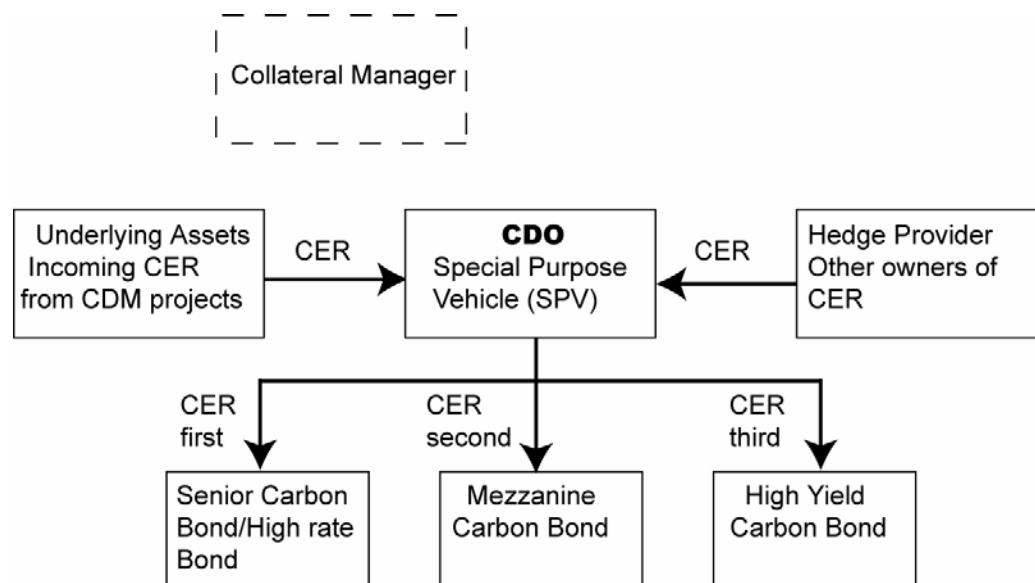 Collateral Manager
Underlying Assets
Incoming CER
from CDM projects
CER
CDO
Special Purpose
Vehicle (SPV)
CER
Hedge Provider
Other owners of
CER
CER
first
CER
second
CER
third
Senior Carbon
Bond/High rate
Bond
Mezzanine
Carbon Bond
High Yield
Carbon Bond